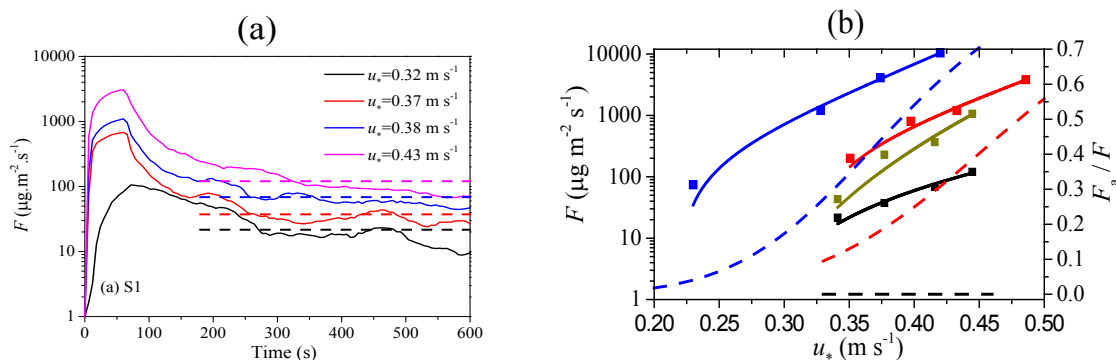 (a)
10000
1000
100
10
1
F (μg.m⁻².s⁻¹)
u*=0.32 m s⁻¹
u*=0.37 m s⁻¹
u*=0.38 m s⁻¹
u*=0.43 m s⁻¹
(a) S1
0 100 200 300 400 500 600
Time (s)
(b)
10000
1000
100
10
1
F (μg m⁻² s⁻¹)
0.7
0.6
0.5
0.4
0.3
0.2
0.1
0.0
Fa / F
0.20 0.25 0.30 0.35 0.40 0.45 0.50
u* (m s⁻¹)